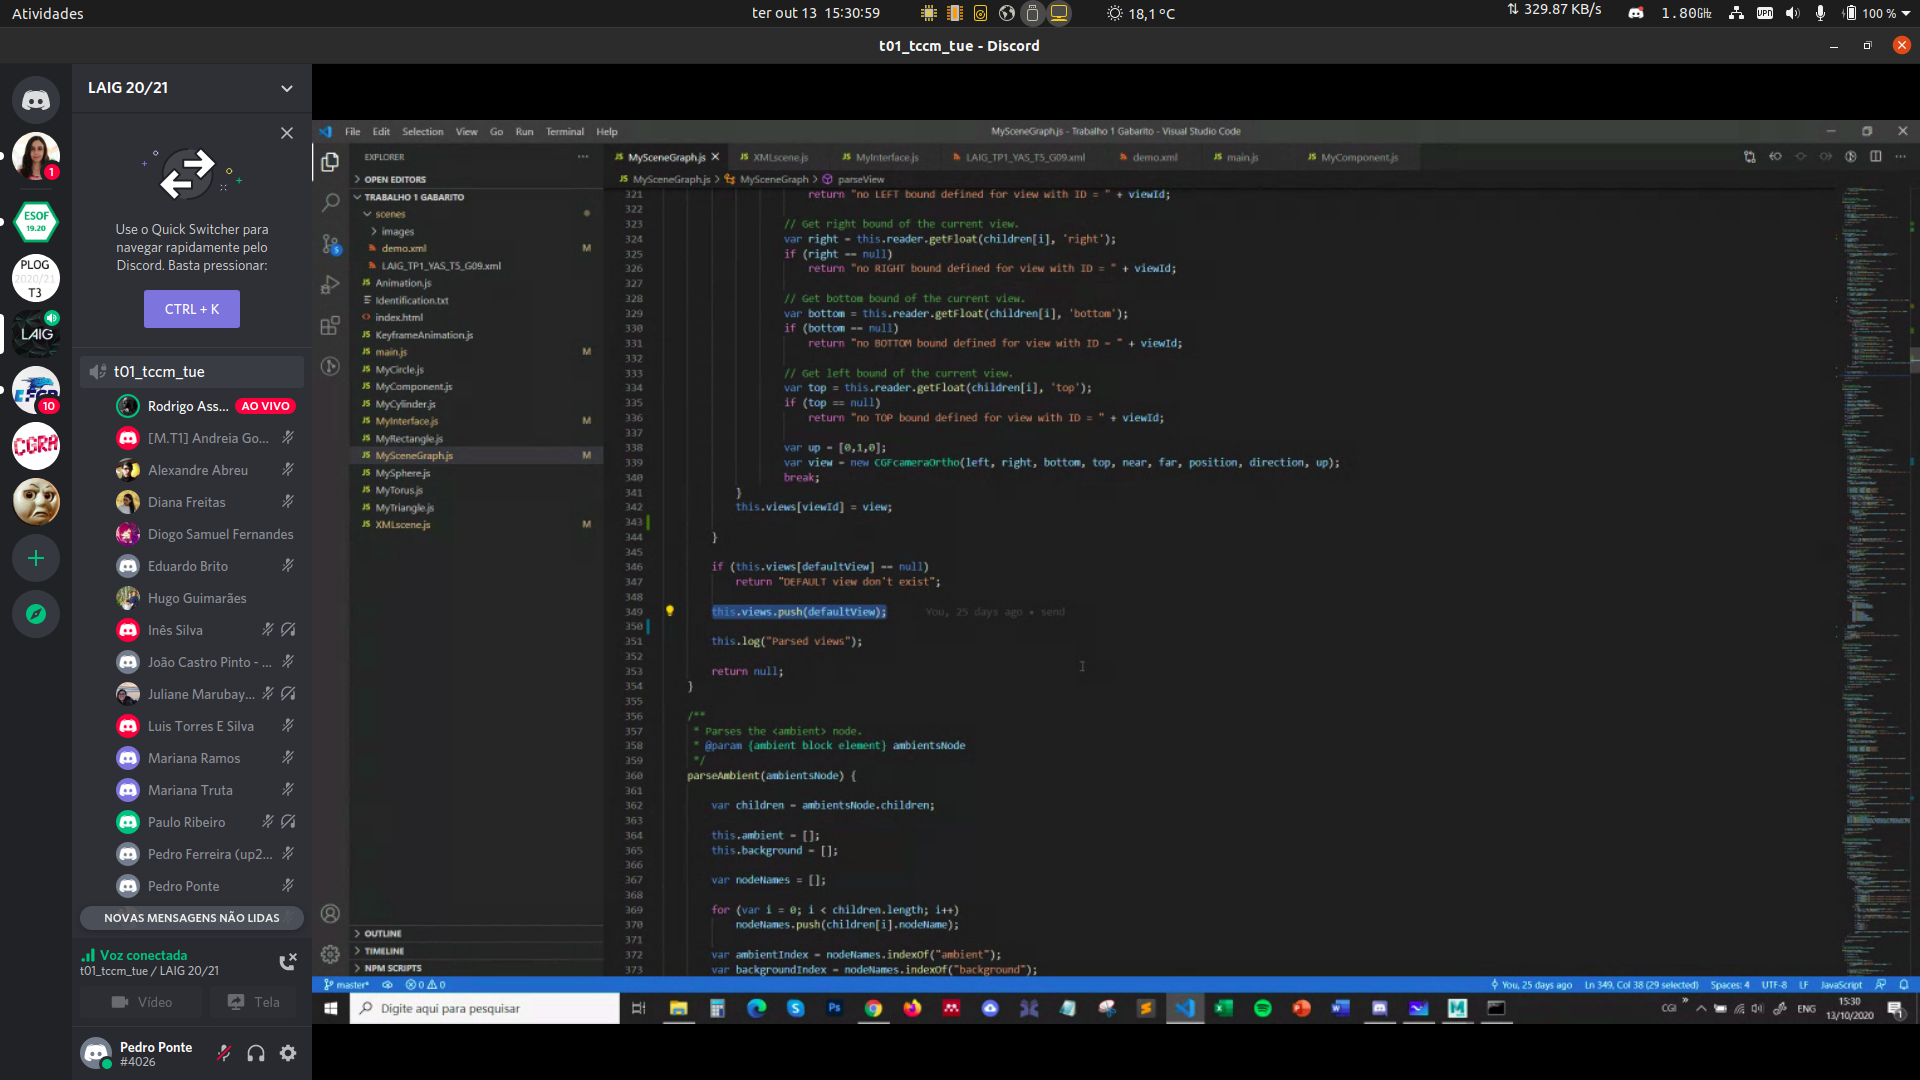 Atividades
ter out 13 15:30:59
18,1 °C
329.87 KB/s
1.80GHz
VPN
100 %
t01_tccm_tue - Discord
LAIG 20/21
Use o Quick Switcher para
navegar rapidamente pelo
Discord. Basta pressionar:
CTRL + K
1
ESOF
19.20
PLOG
2020/21
T3
LAIG
10
CGRA
t01_tccm_tue
Rodrigo Ass... AO VIVO
[M.T1] Andreia Go...
Alexandre Abreu
Diana Freitas
Diogo Samuel Fernandes
Eduardo Brito
Hugo Guimarães
Inês Silva
João Castro Pinto - ...
Juliane Marubay...
Luis Torres E Silva
Mariana Ramos
Mariana Truta
Paulo Ribeiro
Pedro Ferreira (up2...
Pedro Ponte
NOVAS MENSAGENS NÃO LIDAS
Voz conectada
t01_tccm_tue / LAIG 20/21
Vídeo
Tela
Pedro Ponte
#4026
File Edit Selection View Go Run Terminal Help
MySceneGraph.js - Trabalho 1 Gabarito - Visual Studio Code
EXPLORER
OPEN EDITORS
TRABALHO 1 GABARITO
scenes
images
demo.xml M
LAIG_TP1_YAS_T5_G09.xml
Animation.js
Identification.txt
index.html
KeyframeAnimation.js
main.js M
MyCircle.js
MyComponent.js
MyCylinder.js
MyInterface.js M
MyRectangle.js
MySceneGraph.js M
MySphere.js
MyTorus.js
MyTriangle.js
XMLscene.js M
OUTLINE
TIMELINE
NPM SCRIPTS
MySceneGraph.js XMLscene.js MyInterface.js LAIG_TP1_YAS_T5_G09.xml demo.xml main.js MyComponent.js
MySceneGraph.js > MySceneGraph > parseView
321 return "no LEFT bound defined for view with ID = " + viewId;
322
323 // Get right bound of the current view.
324 var right = this.reader.getFloat(children[i], 'right');
325 if (right == null)
326 return "no RIGHT bound defined for view with ID = " + viewId;
327
328 // Get bottom bound of the current view.
329 var bottom = this.reader.getFloat(children[i], 'bottom');
330 if (bottom == null)
331 return "no BOTTOM bound defined for view with ID = " + viewId;
332
333 // Get left bound of the current view.
334 var top = this.reader.getFloat(children[i], 'top');
335 if (top == null)
336 return "no TOP bound defined for view with ID = " + viewId;
337
338 var up = [0,1,0];
339 var view = new CGFcameraOrtho(left, right, bottom, top, near, far, position, direction, up);
340 break;
341 }
342 this.views[viewId] = view;
343
344 }
345
346 if (this.views[defaultView] == null)
347 return "DEFAULT view don't exist";
348
349 this.views.push(defaultView); You, 25 days ago • send
350
351 this.log("Parsed views");
352
353 return null;
354 }
355
356 /**
357 * Parses the <ambient> node.
358 * @param {ambient block element} ambientsNode
359 */
360 parseAmbient(ambientsNode) {
361
362 var children = ambientsNode.children;
363
364 this.ambient = [];
365 this.background = [];
366
367 var nodeNames = [];
368
369 for (var i = 0; i < children.length; i++)
370 nodeNames.push(children[i].nodeName);
371
372 var ambientIndex = nodeNames.indexOf("ambient");
373 var backgroundIndex = nodeNames.indexOf("background");
master* 0 0
You, 25 days ago Ln 349, Col 38 (29 selected) Spaces: 4 UTF-8 LF JavaScript
Digite aqui para pesquisar
CGI
ENG
15:30
13/10/2020